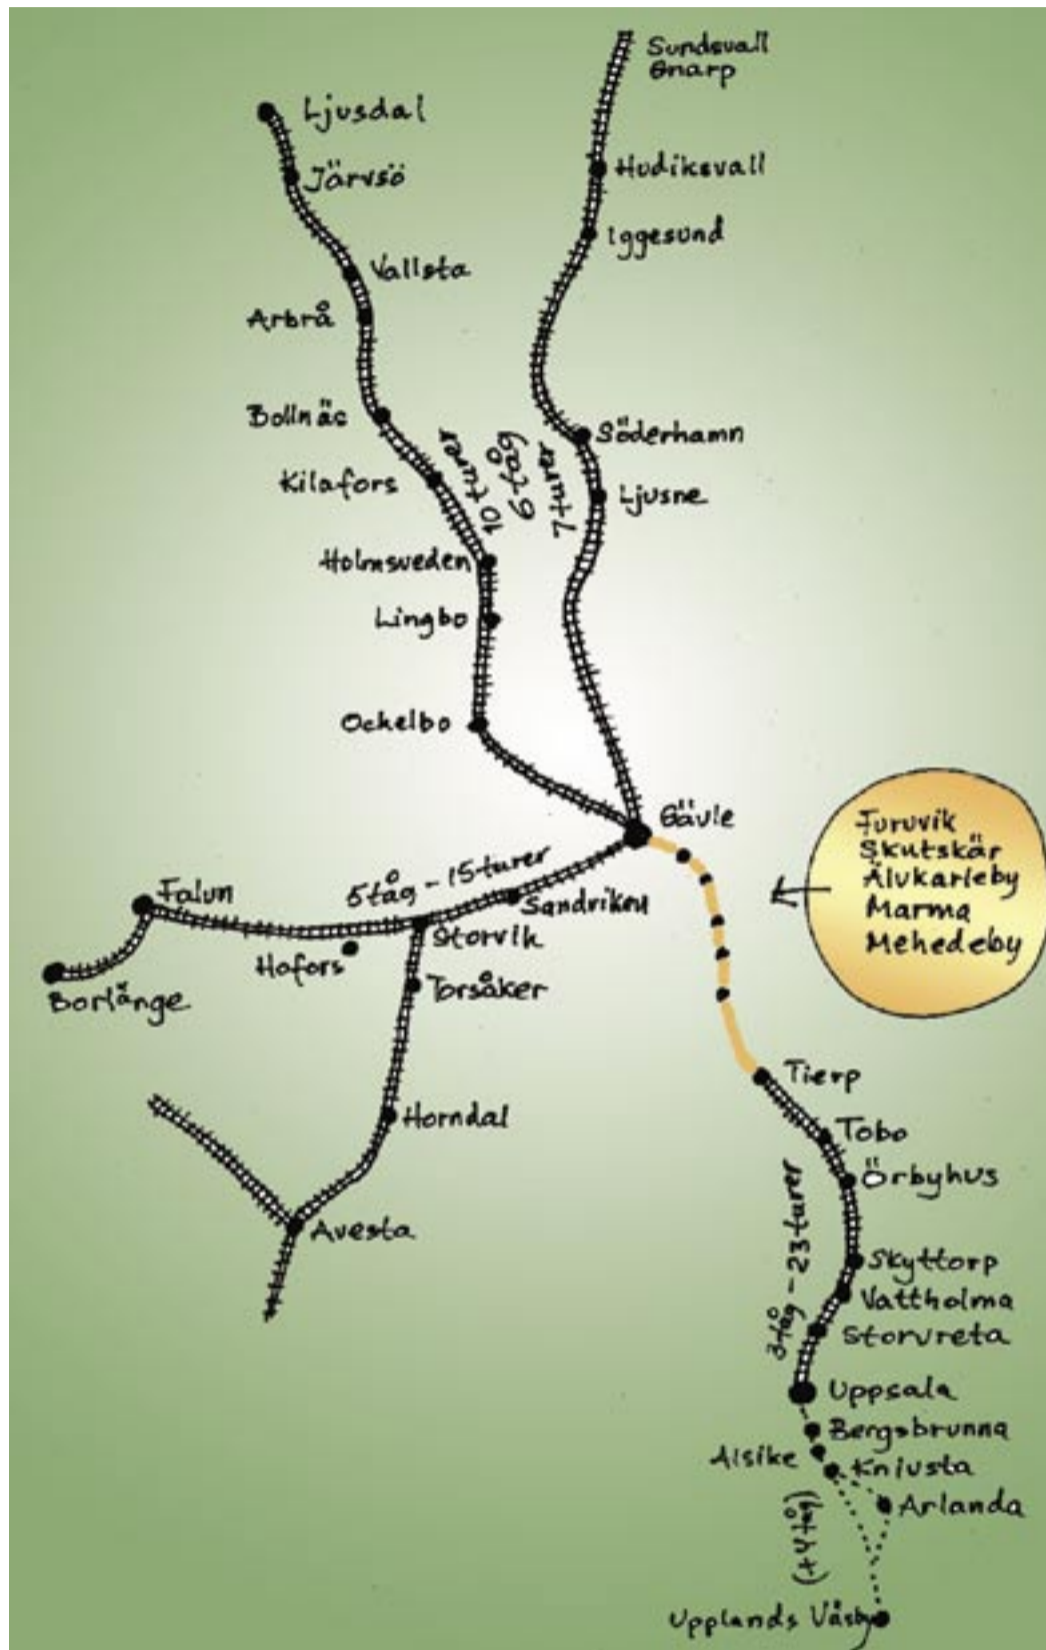 Sundsvall
Gnarp
Ljusdal
Hudiksvall
Järvsö
Iggesund
Vallsta
Arbrå
Bollnäs
Söderhamn
10 turer
6 tåg
7 turer
Kilafors
Ljusne
Holmsveden
Lingbo
Ockelbo
Gävle
Furuvik
Skutskär
Älvkarleby
Marma
Mehedeby
5 tåg - 15 turer
Falun
Sandviken
Storvik
Hofors
Borlänge
Torsåker
Tierp
Horndal
Tobo
Örbyhus
Avesta
3 tåg - 23 turer
Skyttorp
Vattholma
Storvreta
Uppsala
Bergsbrunna
Alsike
Knivsta
Arlanda
(+4 tåg)
Upplands Väsby